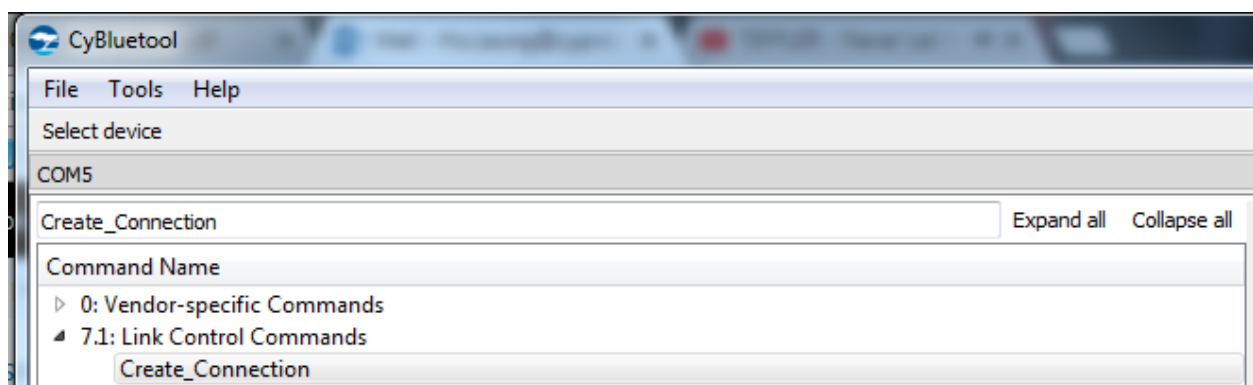 CyBluetool
File Tools Help
Select device
COM5
Create_Connection Expand all Collapse all
Command Name
0: Vendor-specific Commands
7.1: Link Control Commands
Create_Connection